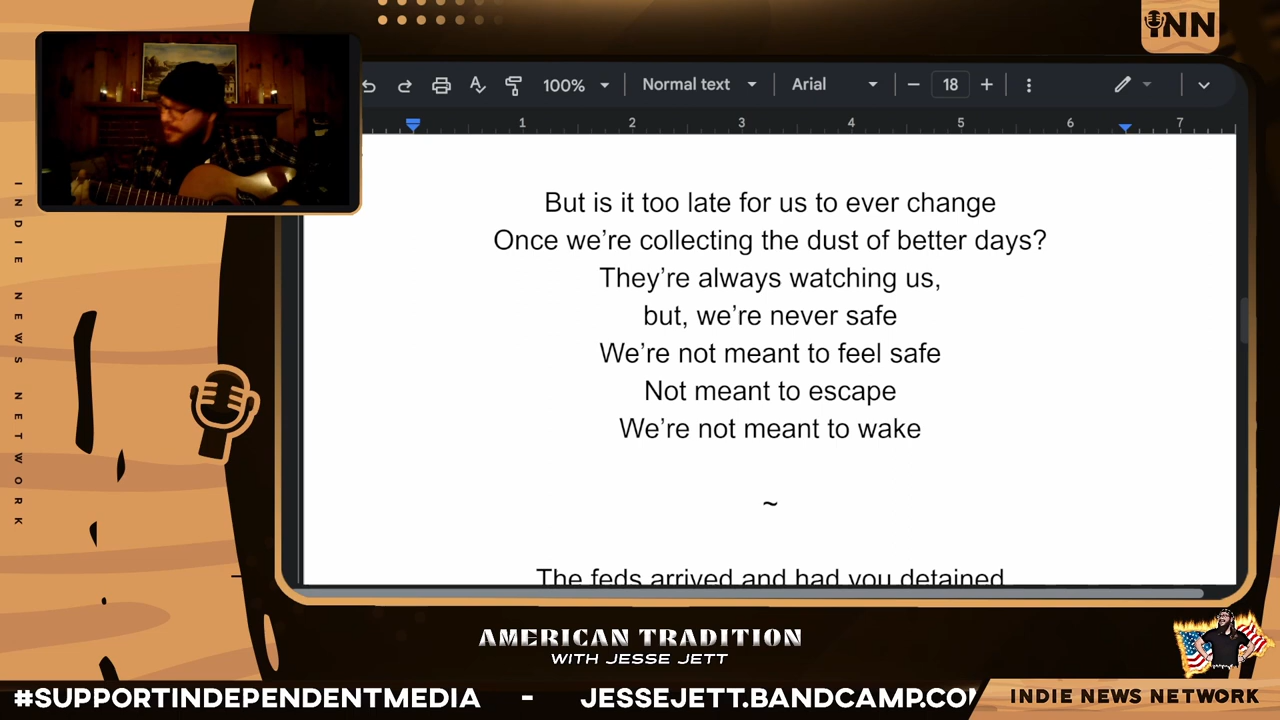 iNN
100%
Normal text
Arial
18
1 2 3 4 5 6 7
But is it too late for us to ever change
Once we’re collecting the dust of better days?
They’re always watching us,
but, we’re never safe
We’re not meant to feel safe
Not meant to escape
We’re not meant to wake
~
The feds arrived and had you detained
INDIE NEWS NETWORK
AMERICAN TRADITION
WITH JESSE JETT
#SUPPORTINDEPENDENTMEDIA - JESSEJETT.BANDCAMP.COM
INDIE NEWS NETWORK